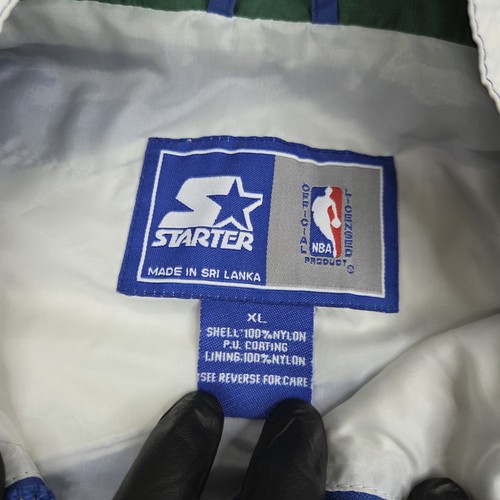 STARTER
MADE IN SRI LANKA
OFFICIAL
LICENSED
NBA
PRODUCT
XL
SHELL:100%NYLON
P.U. COATING
LINING:100%NYLON
SEE REVERSE FOR CARE